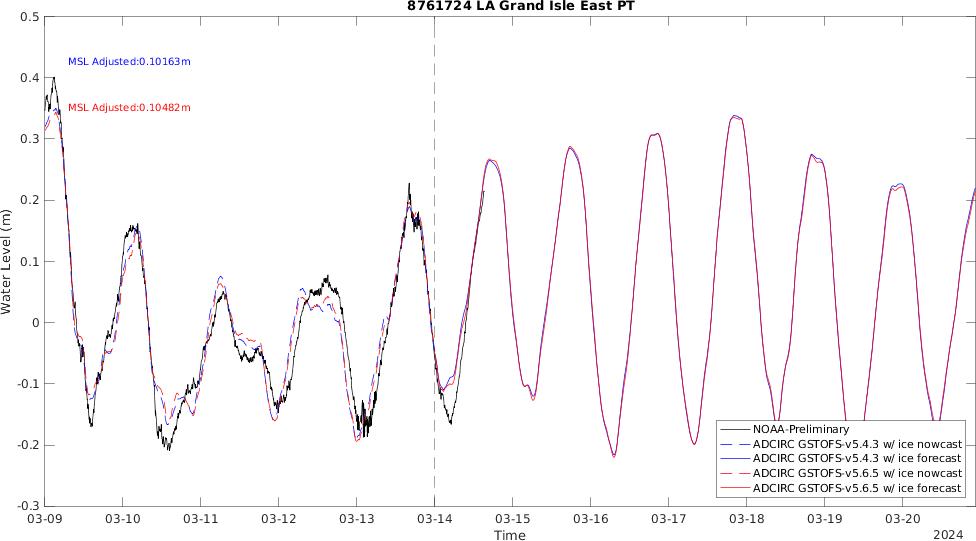 8761724 LA Grand Isle East PT
0.5
0.4
0.3
0.2
0.1
0
-0.1
-0.2
-0.3
Water Level (m)
MSL Adjusted:0.10163m
MSL Adjusted:0.10482m
NOAA-Preliminary
ADCIRC GSTOFS-v5.4.3 w/ ice nowcast
ADCIRC GSTOFS-v5.4.3 w/ ice forecast
ADCIRC GSTOFS-v5.6.5 w/ ice nowcast
ADCIRC GSTOFS-v5.6.5 w/ ice forecast
03-09 03-10 03-11 03-12 03-13 03-14 03-15 03-16 03-17 03-18 03-19 03-20
Time
2024